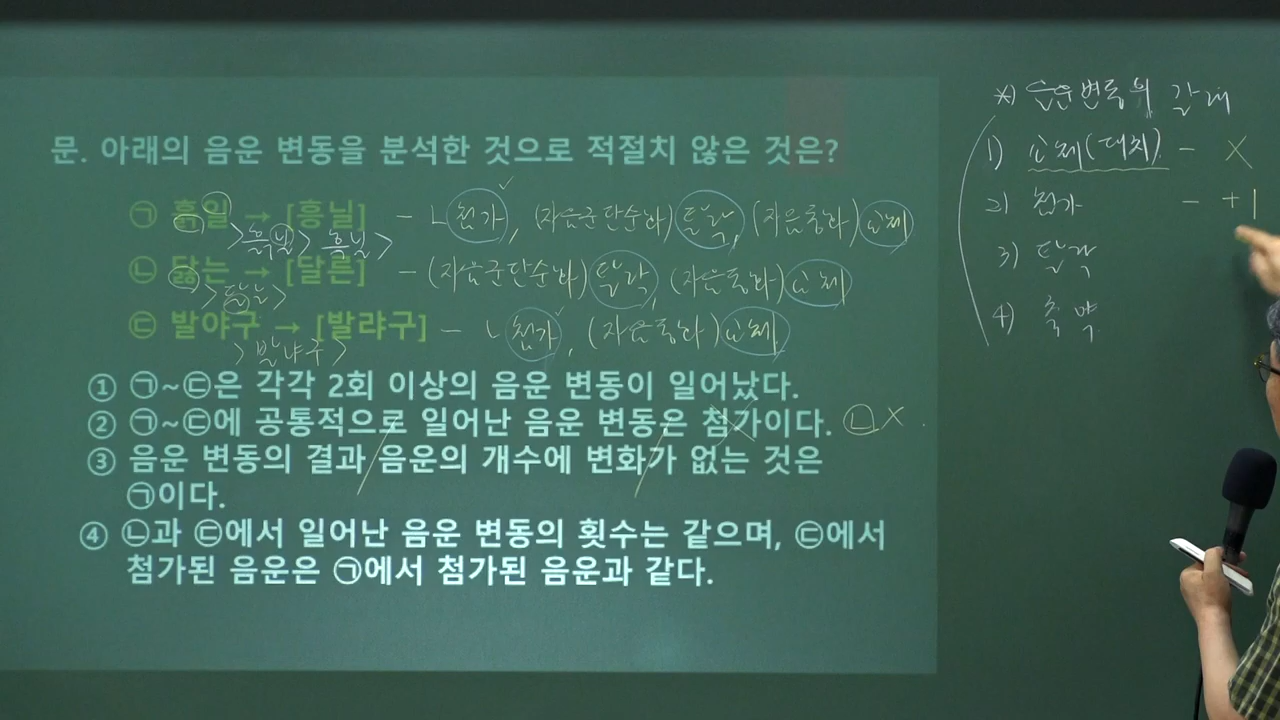 문. 아래의 음운 변동을 분석한 것으로 적절치 않은 것은?
㉠ 흙일 → [흥닐] - ㄴ첨가, (자음군단순화)탈락, (자음동화)교체
>흙닐> 흑닐>
㉡ 닳는 → [달른] - (자음군단순화)탈락, (자음동화)교체
>달는>
㉢ 발야구 → [발랴구] - ㄴ첨가, (자음동화)교체
>발냐구>
① ㉠~㉢은 각각 2회 이상의 음운 변동이 일어났다.
② ㉠~㉢에 공통적으로 일어난 음운 변동은 첨가이다. ㉡X
③ 음운 변동의 결과 음운의 개수에 변화가 없는 것은
㉠이다.
④ ㉡과 ㉢에서 일어난 음운 변동의 횟수는 같으며, ㉢에서
첨가된 음운은 ㉠에서 첨가된 음운과 같다.
*) 음운변동의 갈래
1) 교체(대치) - X
2) 첨가 - +1
3) 탈락
4) 축약